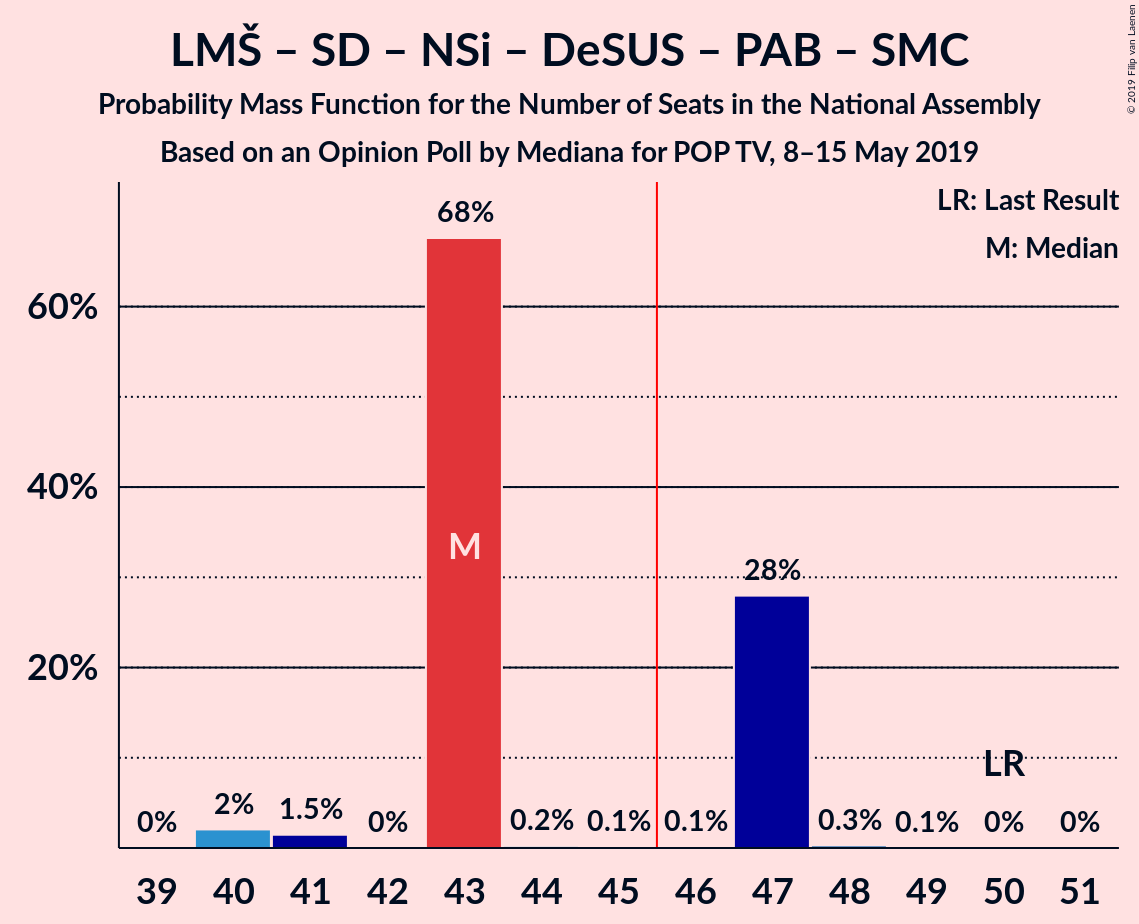 LMŠ – SD – NSi – DeSUS – PAB – SMC
Probability Mass Function for the Number of Seats in the National Assembly
Based on an Opinion Poll by Mediana for POP TV, 8–15 May 2019
© 2019 Filip van Laenen
LR: Last Result
M: Median
68%
60%
40%
M
28%
20%
LR
0% 2% 1.5% 0% 0.2% 0.1% 0.1% 0.3% 0.1% 0% 0%
39 40 41 42 43 44 45 46 47 48 49 50 51